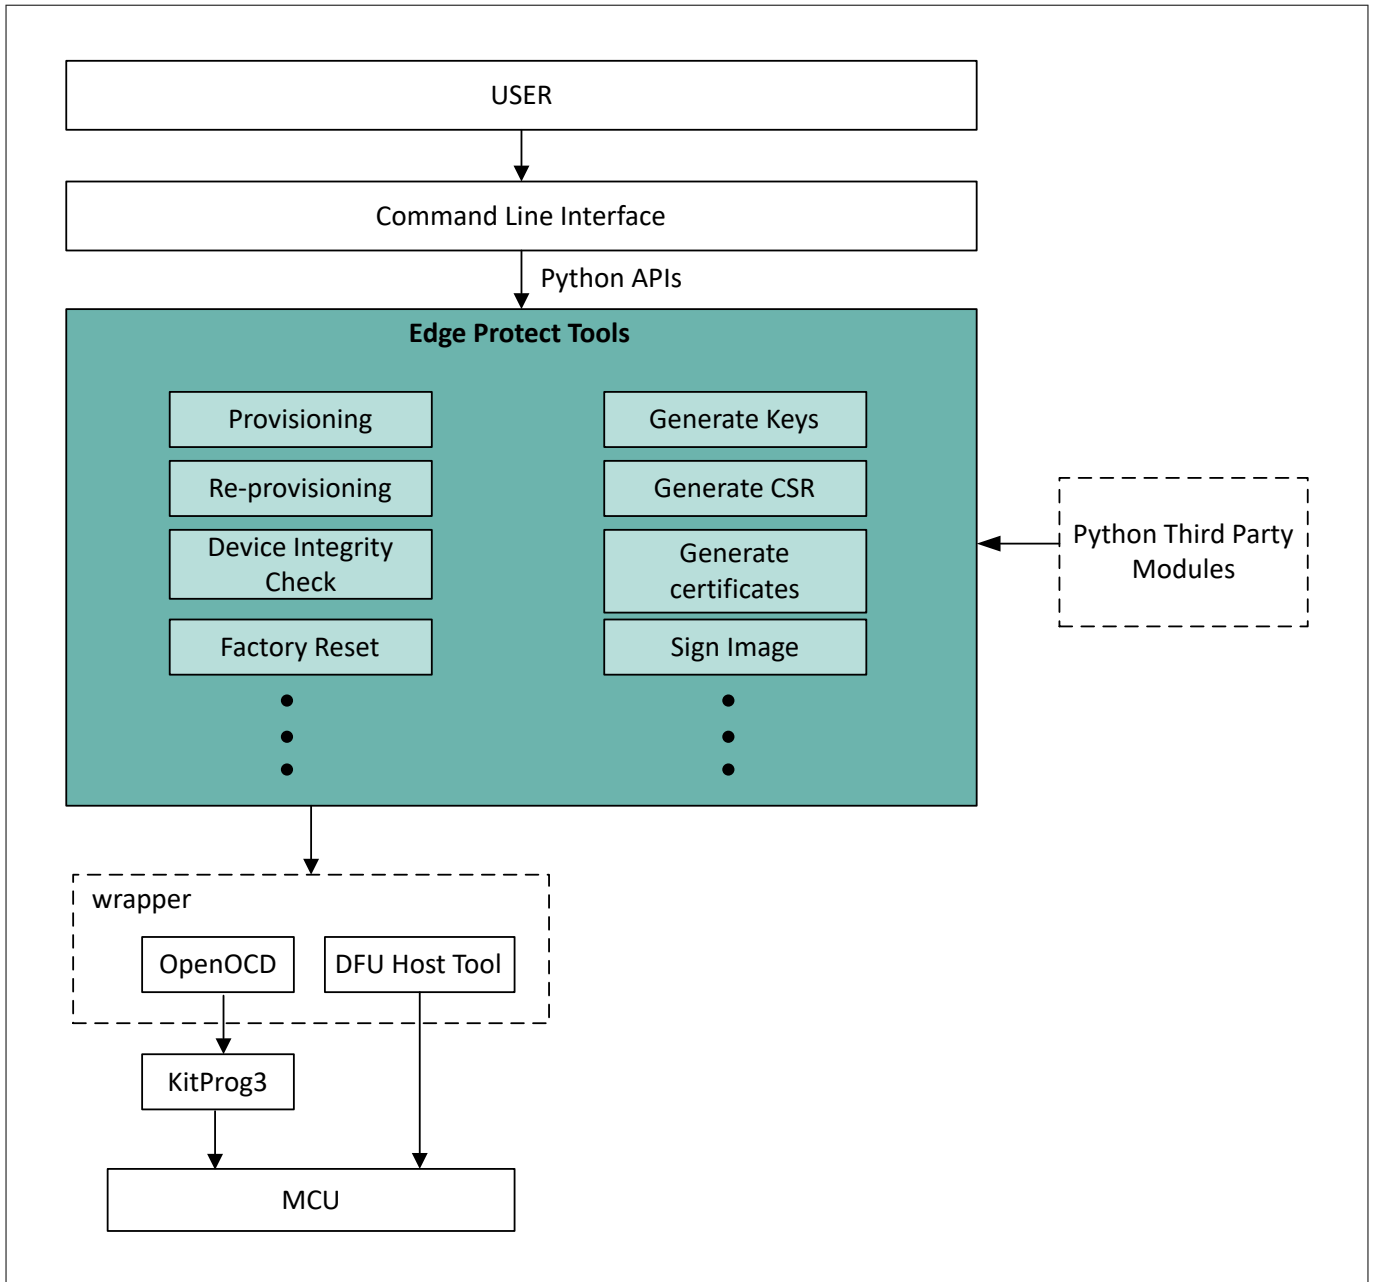 USER
Command Line Interface
Python APIs
Edge Protect Tools
Provisioning
Re-provisioning
Device Integrity
Check
Factory Reset
Generate Keys
Generate CSR
Generate
certificates
Sign Image
Python Third Party
Modules
wrapper
OpenOCD
DFU Host Tool
KitProg3
MCU